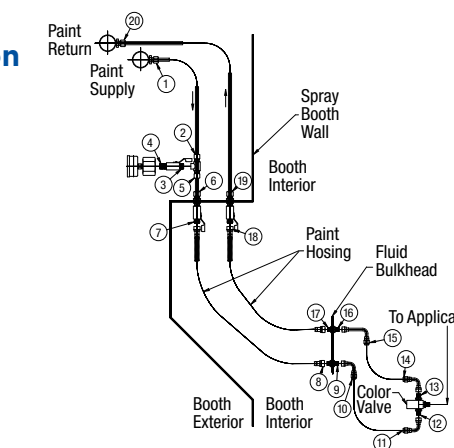 on
20
Paint
Return
Paint
Supply
1
Spray
Booth
Wall
4
2
3
5
6
19
Booth
Interior
7
18
Paint
Hosing
Fluid
Bulkhead
17
16
To Applica
15
14
8
9
10
Color
Valve
13
12
11
Booth
Exterior
Booth
Interior